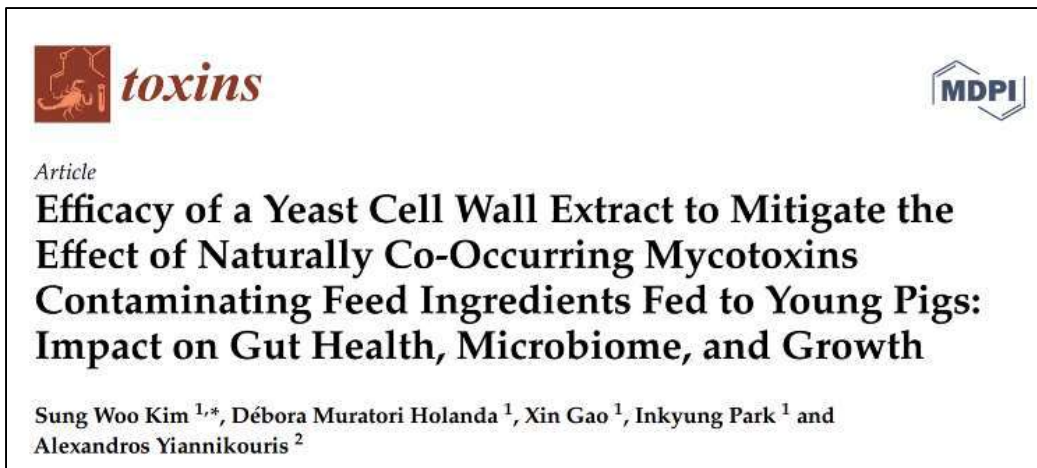 toxins
MDPI
Article
Efficacy of a Yeast Cell Wall Extract to Mitigate the
Effect of Naturally Co-Occurring Mycotoxins
Contaminating Feed Ingredients Fed to Young Pigs:
Impact on Gut Health, Microbiome, and Growth
Sung Woo Kim 1,*, Débora Muratori Holanda 1, Xin Gao 1, Inkyung Park 1 and
Alexandros Yiannikouris 2